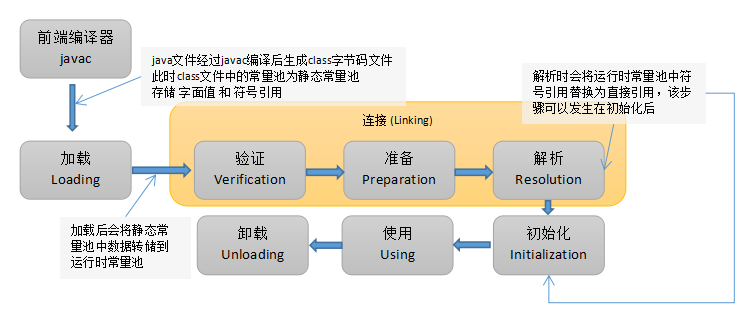 前端编译器
javac
java文件经过javac编译后生成class字节码文件
此时class文件中的常量池为静态常量池
存储 字面值 和 符号引用
解析时会将运行时常量池中符
号引用替换为直接引用，该步
骤可以发生在初始化后
连接 (Linking)
加载
Loading
验证
Verification
准备
Preparation
解析
Resolution
加载后会将静态常
量池中数据转储到
运行时常量池
卸载
Unloading
使用
Using
初始化
Initialization